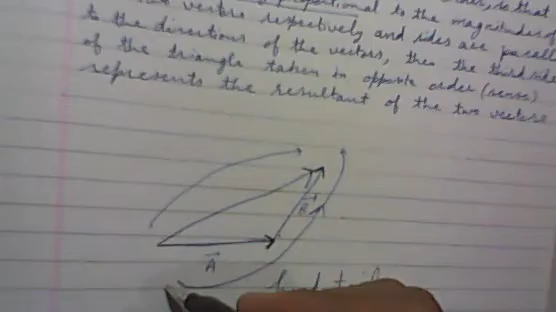 proportional to the magnitudes of
vectors respectively and sides are parallel
to the directions of the vectors, then the third side
of the triangle taken in opposite order (sense)
represents the resultant of the two vectors
B
A